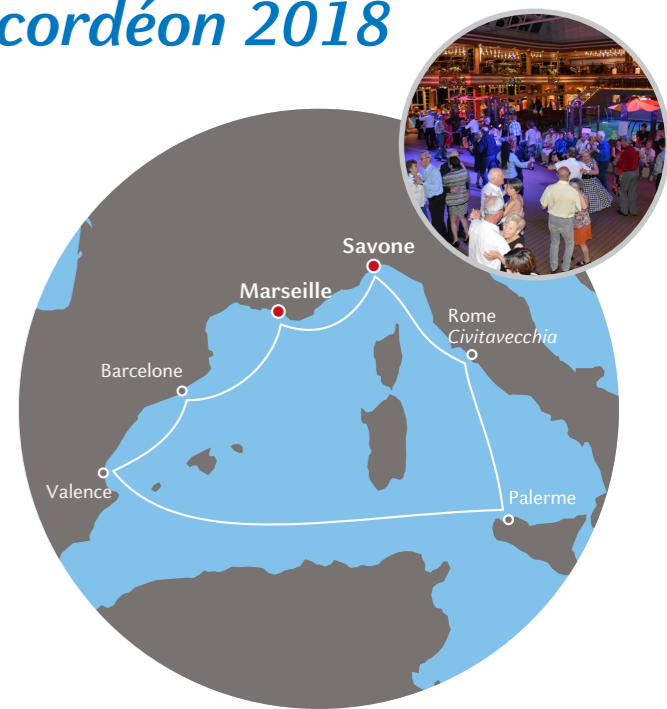 cordéon 2018
Savone
Marseille
Rome
Civitavecchia
Barcelone
Valence
Palerme